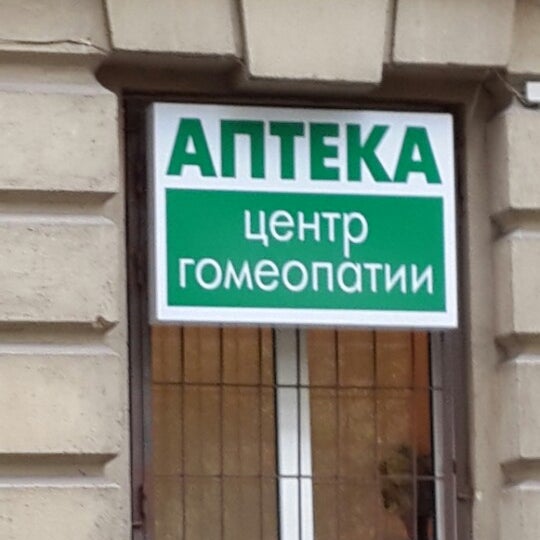 АПТЕКА
центр
гомеопатии